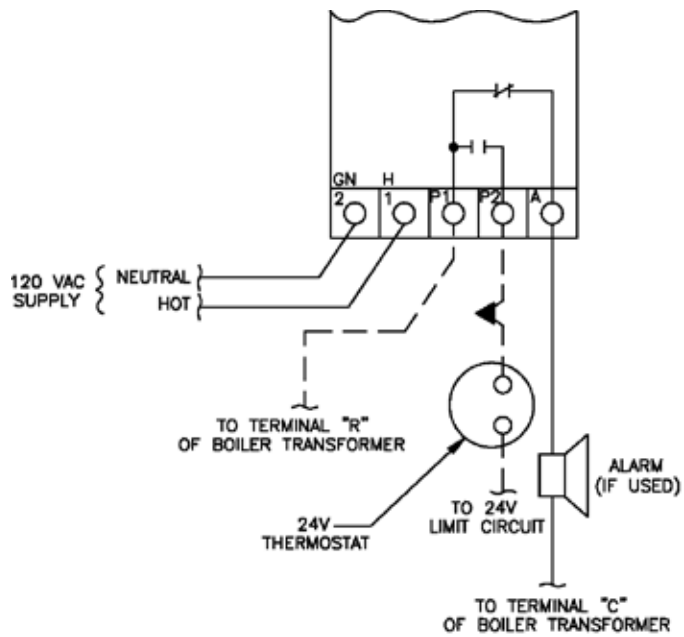 GN H
2 1 P1 P2 A
120 VAC
SUPPLY
NEUTRAL
HOT
TO TERMINAL "R"
OF BOILER TRANSFORMER
24V
THERMOSTAT
TO 24V
LIMIT CIRCUIT
ALARM
(IF USED)
TO TERMINAL "C"
OF BOILER TRANSFORMER